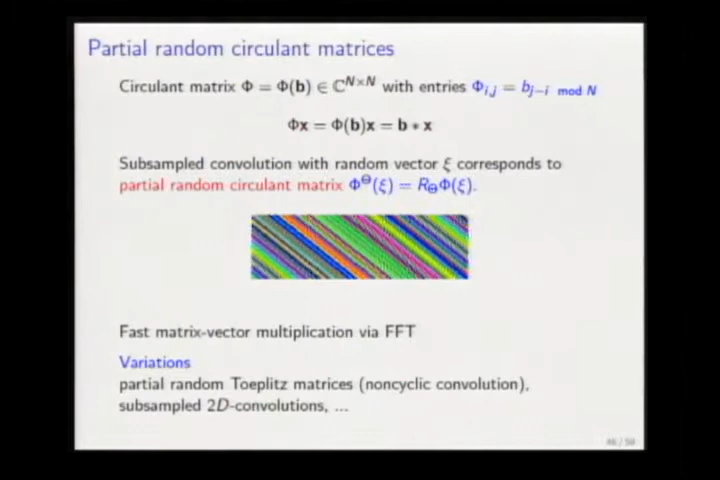 Partial random circulant matrices
Circulant matrix Φ = Φ(b) ∈ ℂ^{N×N} with entries Φ_{i,j} = b_{j−i mod N}
Φx = Φ(b)x = b ∗ x
Subsampled convolution with random vector ξ corresponds to
partial random circulant matrix Φ^Θ(ξ) = R_ΘΦ(ξ).
Fast matrix-vector multiplication via FFT
Variations
partial random Toeplitz matrices (noncyclic convolution),
subsampled 2D-convolutions, ...